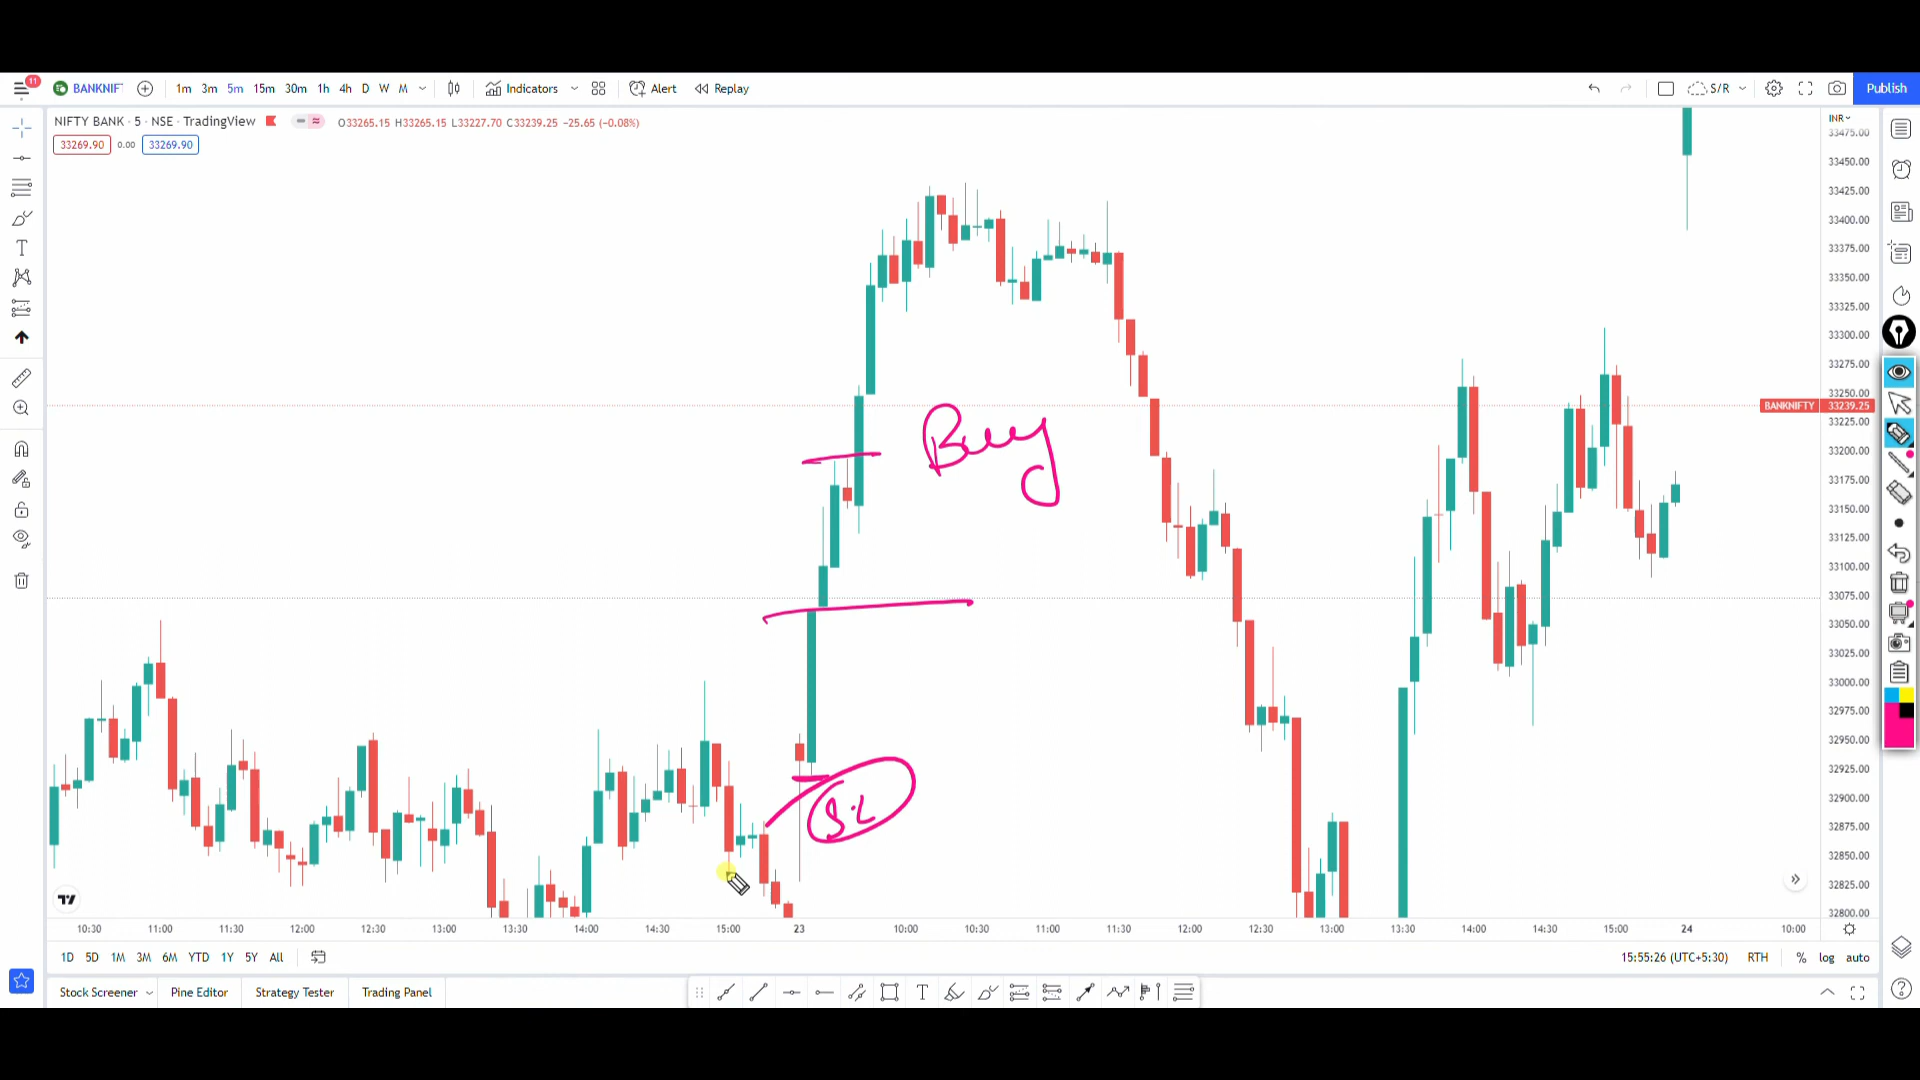 11
BANKNIF
1m 3m 5m 15m 30m 1h 4h D W M
Indicators
Alert
Replay
S/R
Publish
NIFTY BANK · 5 · NSE · TradingView
O33265.15 H33265.15 L33227.70 C33239.25 -25.65 (-0.08%)
33269.90 0.00 33269.90
INR
33475.00
33450.00
33425.00
33400.00
33375.00
33350.00
33325.00
33300.00
33275.00
33250.00
BANKNIFTY 33239.25
33225.00
33200.00
33175.00
33150.00
33125.00
33100.00
33075.00
33050.00
33025.00
33000.00
32975.00
32950.00
32925.00
32900.00
32875.00
32850.00
32825.00
32800.00
Buy
S.L
10:30 11:00 11:30 12:00 12:30 13:00 13:30 14:00 14:30 15:00 23 10:00 10:30 11:00 11:30 12:00 12:30 13:00 13:30 14:00 14:30 15:00 24 10:00
1D 5D 1M 3M 6M YTD 1Y 5Y All
15:55:26 (UTC+5:30) RTH % log auto
Stock Screener Pine Editor Strategy Tester Trading Panel